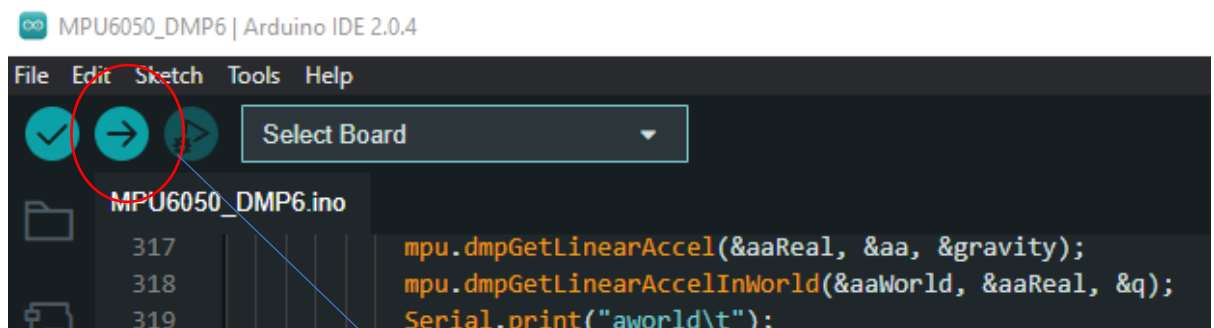 MPU6050_DMP6 | Arduino IDE 2.0.4
File Edit Sketch Tools Help
Select Board
MPU6050_DMP6.ino
317 mpu.dmpGetLinearAccel(&aaReal, &aa, &gravity);
318 mpu.dmpGetLinearAccelInWorld(&aaWorld, &aaReal, &q);
319 Serial.print("aworld\t");